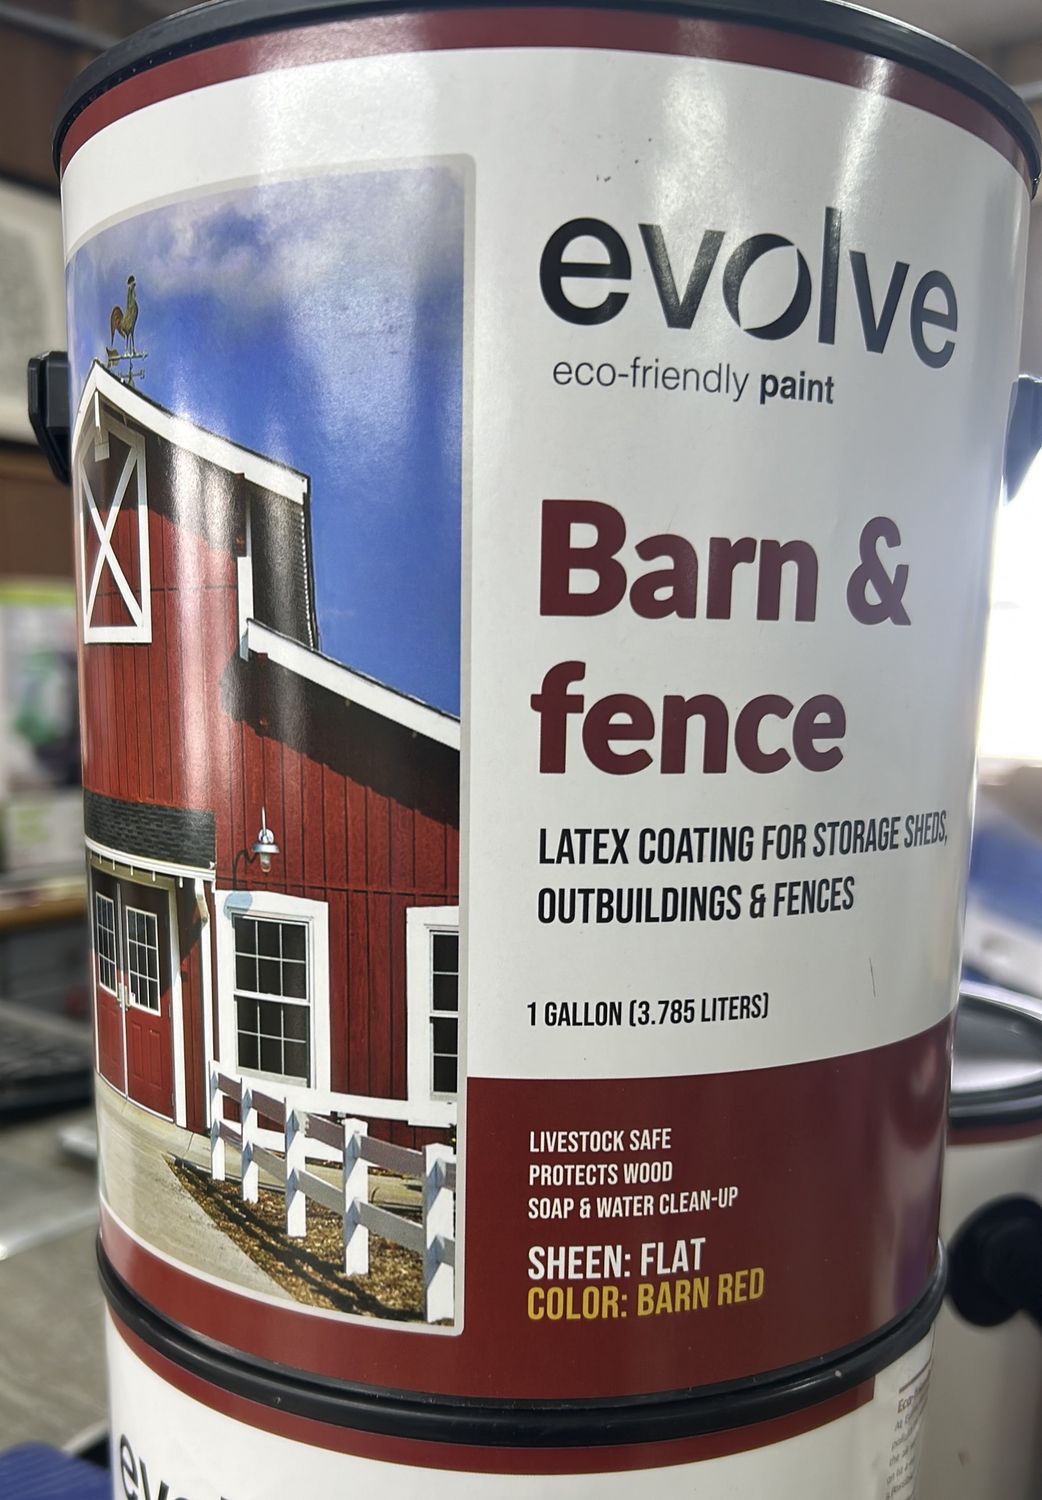 evolve
eco-friendly paint
Barn &
fence
LATEX COATING FOR STORAGE SHEDS,
OUTBUILDINGS & FENCES
1 GALLON (3.785 LITERS)
LIVESTOCK SAFE
PROTECTS WOOD
SOAP & WATER CLEAN-UP
SHEEN: FLAT
COLOR: BARN RED